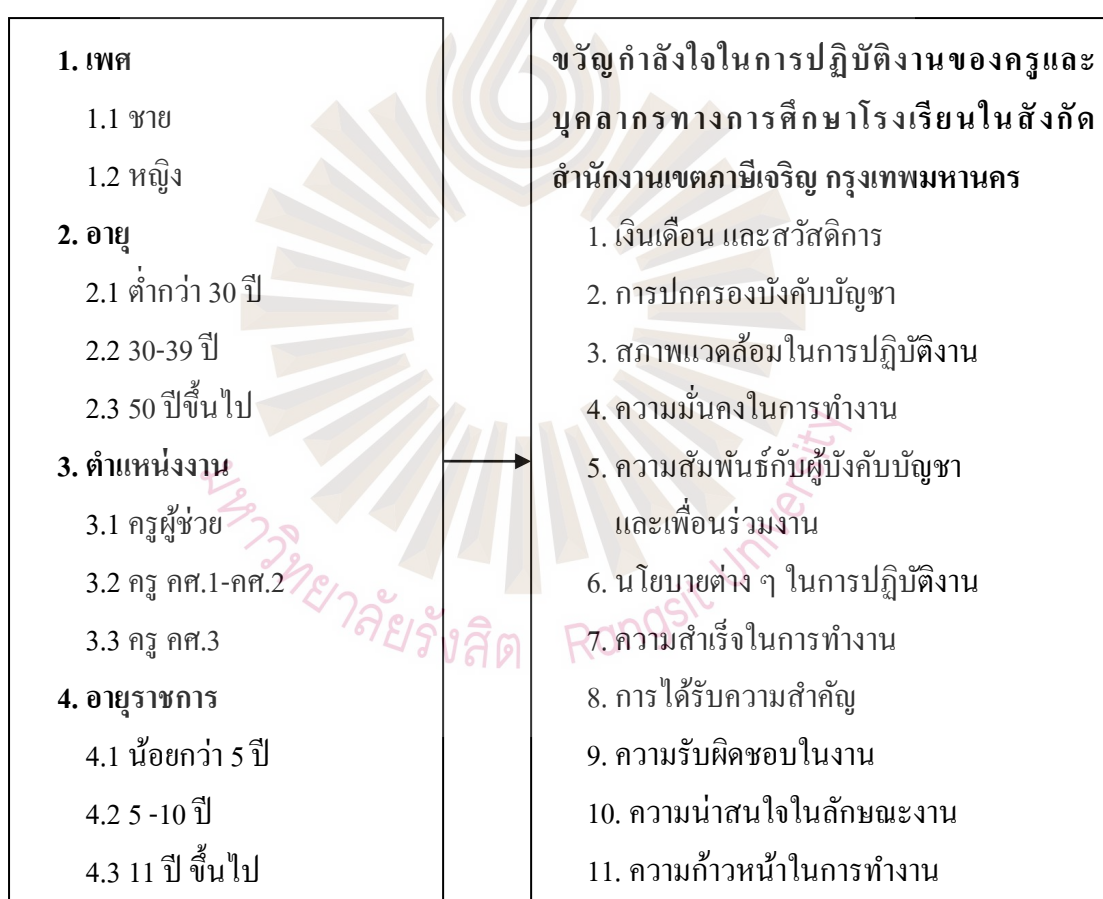 1. เพศ
1.1 ชาย
1.2 หญิง
2. อายุ
2.1 ต่ำกว่า 30 ปี
2.2 30-39 ปี
2.3 50 ปีขึ้นไป
3. ตำแหน่งงาน
3.1 ครูผู้ช่วย
3.2 ครู คศ.1-คศ.2
3.3 ครู คศ.3
4. อายุราชการ
4.1 น้อยกว่า 5 ปี
4.2 5 -10 ปี
4.3 11 ปี ขึ้นไป
ขวัญกำลังใจในการปฏิบัติงานของครูและ
บุคลากรทางการศึกษาโรงเรียนในสังกัด
สำนักงานเขตภาษีเจริญ กรุงเทพมหานคร
1. เงินเดือน และสวัสดิการ
2. การปกครองบังคับบัญชา
3. สภาพแวดล้อมในการปฏิบัติงาน
4. ความมั่นคงในการทำงาน
5. ความสัมพันธ์กับผู้บังคับบัญชา
และเพื่อนร่วมงาน
6. นโยบายต่าง ๆ ในการปฏิบัติงาน
7. ความสำเร็จในการทำงาน
8. การได้รับความสำคัญ
9. ความรับผิดชอบในงาน
10. ความน่าสนใจในลักษณะงาน
11. ความก้าวหน้าในการทำงาน
มหาวิทยาลัยรังสิต Rangsit University